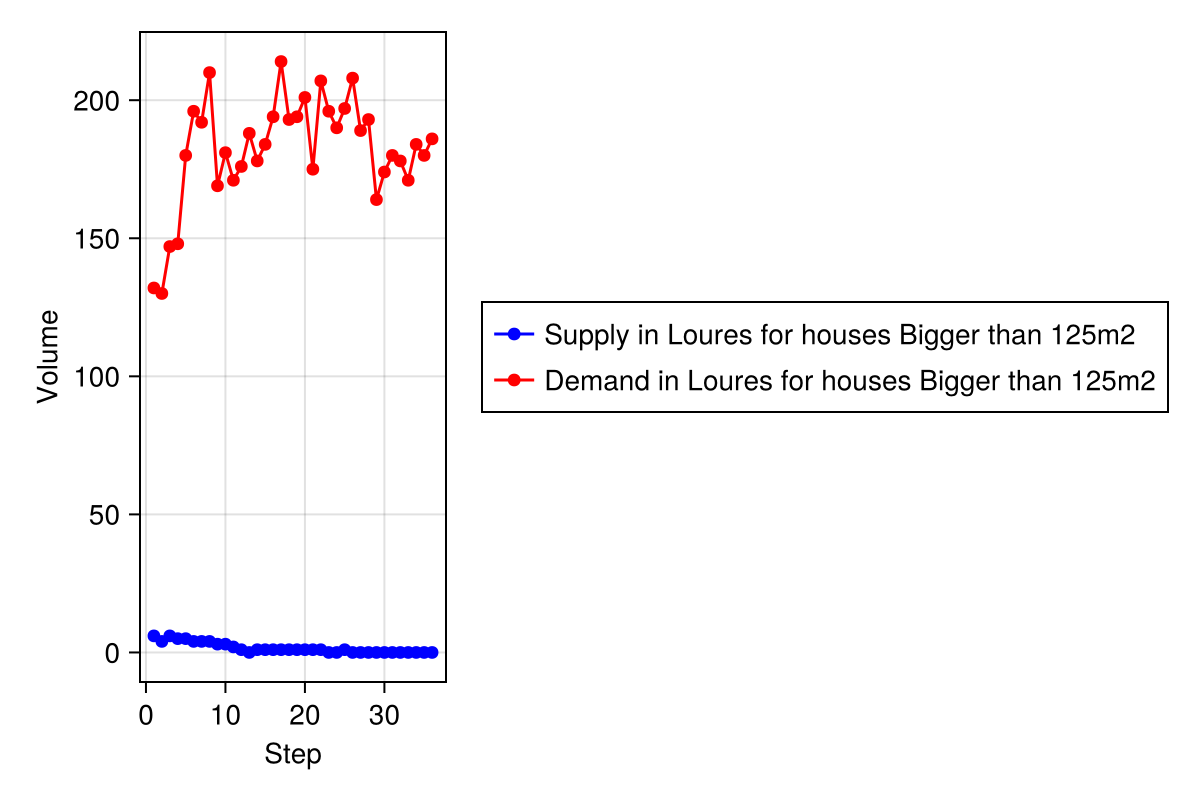 200
150
100
50
0
Volume
0 10 20 30
Step
Supply in Loures for houses Bigger than 125m2
Demand in Loures for houses Bigger than 125m2